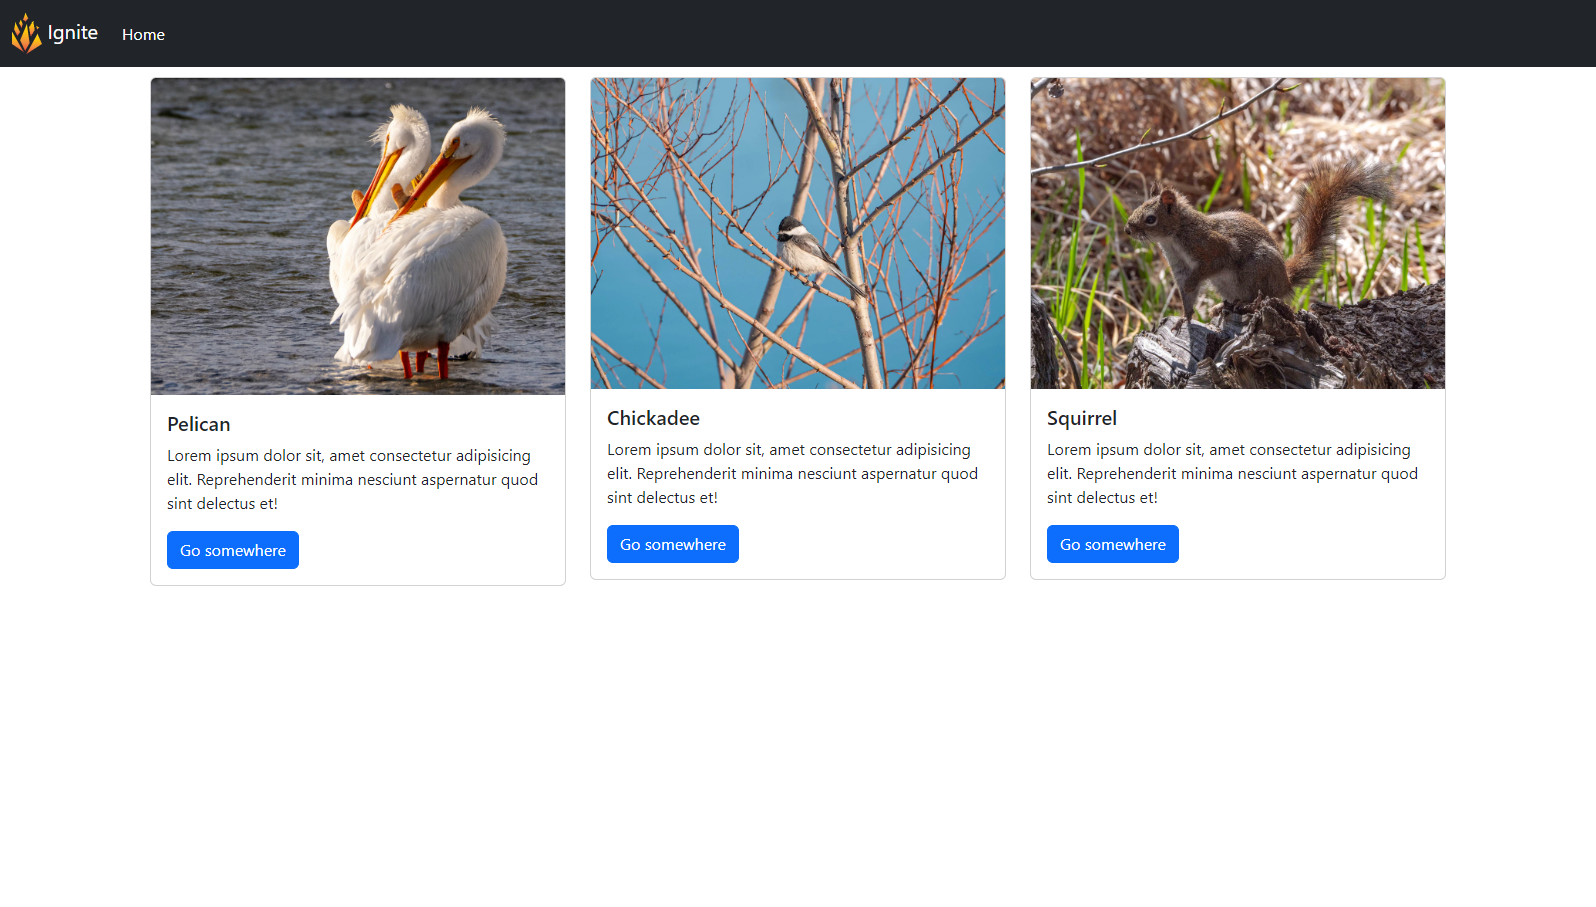 Ignite
Home
Pelican
Lorem ipsum dolor sit, amet consectetur adipisicing
elit. Reprehenderit minima nesciunt aspernatur quod
sint delectus et!
Go somewhere
Chickadee
Lorem ipsum dolor sit, amet consectetur adipisicing
elit. Reprehenderit minima nesciunt aspernatur quod
sint delectus et!
Go somewhere
Squirrel
Lorem ipsum dolor sit, amet consectetur adipisicing
elit. Reprehenderit minima nesciunt aspernatur quod
sint delectus et!
Go somewhere